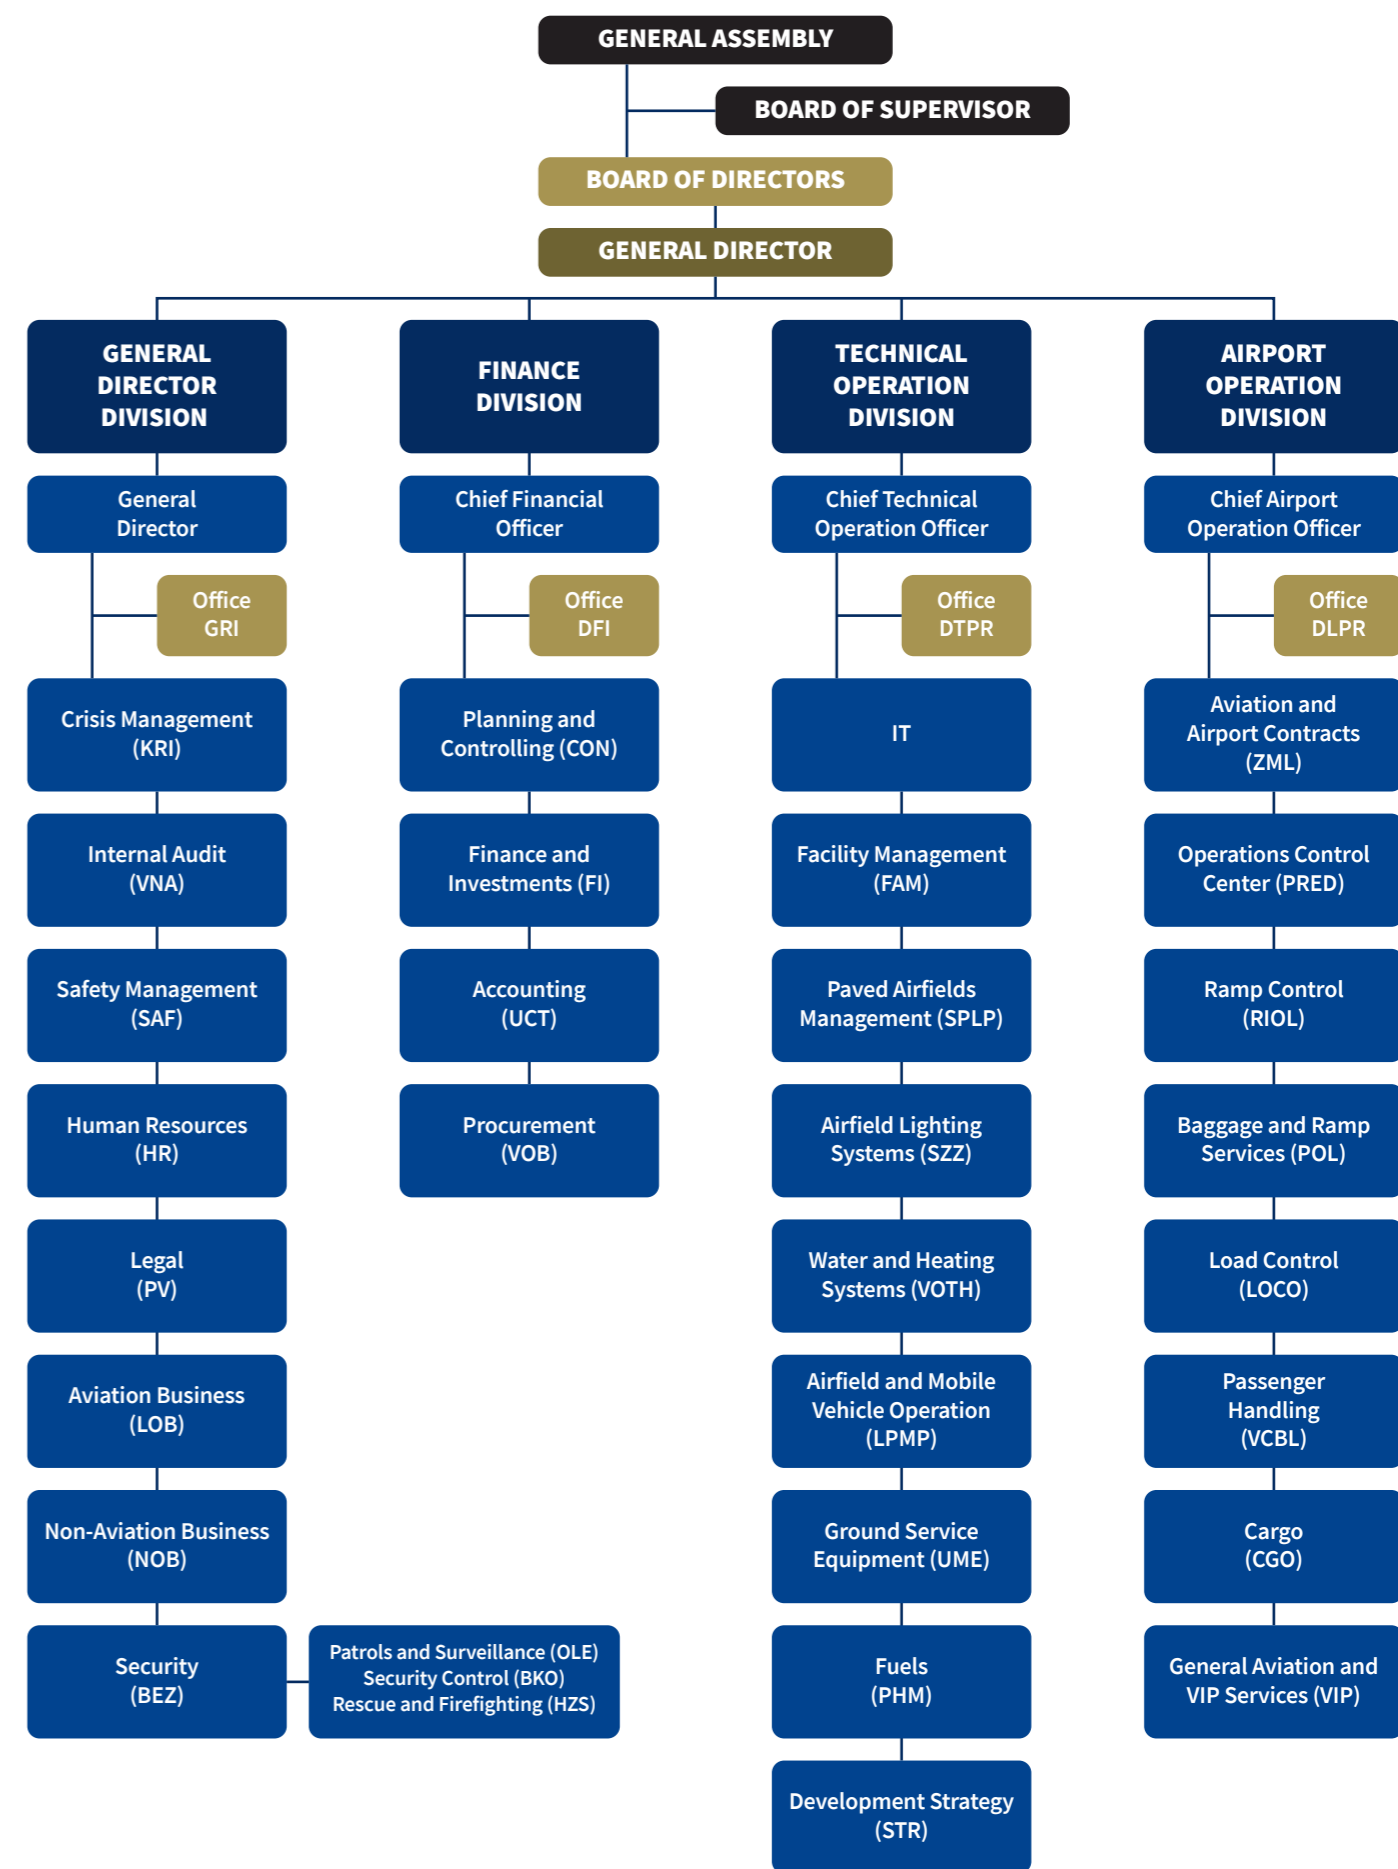 GENERAL ASSEMBLY
BOARD OF SUPERVISOR
BOARD OF DIRECTORS
GENERAL DIRECTOR
GENERAL
DIRECTOR
DIVISION
General
Director
Office
GRI
Crisis Management
(KRI)
Internal Audit
(VNA)
Safety Management
(SAF)
Human Resources
(HR)
Legal
(PV)
Aviation Business
(LOB)
Non-Aviation Business
(NOB)
Security
(BEZ)
Patrols and Surveillance (OLE)
Security Control (BKO)
Rescue and Firefighting (HZS)
FINANCE
DIVISION
Chief Financial
Officer
Office
DFI
Planning and
Controlling (CON)
Finance and
Investments (FI)
Accounting
(UCT)
Procurement
(VOB)
TECHNICAL
OPERATION
DIVISION
Chief Technical
Operation Officer
Office
DTPR
IT
Facility Management
(FAM)
Paved Airfields
Management (SPLP)
Airfield Lighting
Systems (SZZ)
Water and Heating
Systems (VOTH)
Airfield and Mobile
Vehicle Operation
(LPMP)
Ground Service
Equipment (UME)
Fuels
(PHM)
Development Strategy
(STR)
AIRPORT
OPERATION
DIVISION
Chief Airport
Operation Officer
Office
DLPR
Aviation and
Airport Contracts
(ZML)
Operations Control
Center (PRED)
Ramp Control
(RIOL)
Baggage and Ramp
Services (POL)
Load Control
(LOCO)
Passenger
Handling
(VCBL)
Cargo
(CGO)
General Aviation and
VIP Services (VIP)